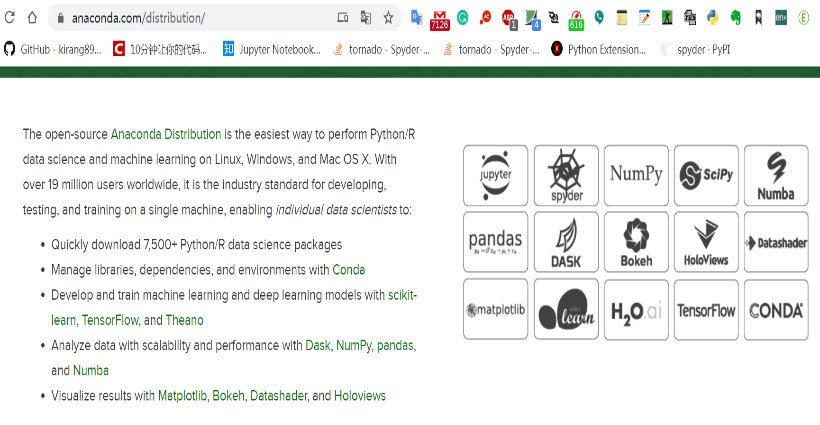 anaconda.com/distribution/
7126
ABP
1
4
616
en+
E
GitHub - kirang89...
10分钟让你的代码...
知 Jupyter Notebook...
tornado - Spyder-...
tornado - Spyder-...
Python Extension...
spyder · PyPI
The open-source Anaconda Distribution is the easiest way to perform Python/R
data science and machine learning on Linux, Windows, and Mac OS X. With
over 19 million users worldwide, it is the industry standard for developing,
testing, and training on a single machine, enabling individual data scientists to:
• Quickly download 7,500+ Python/R data science packages
• Manage libraries, dependencies, and environments with Conda
• Develop and train machine learning and deep learning models with scikit-
learn, TensorFlow, and Theano
• Analyze data with scalability and performance with Dask, NumPy, pandas,
and Numba
• Visualize results with Matplotlib, Bokeh, Datashader, and Holoviews
jupyter
spyder
NumPy
SciPy
Numba
pandas
DASK
Bokeh
HoloViews
Datashader
matplotlib
learn
H2O.ai
TensorFlow
CONDA